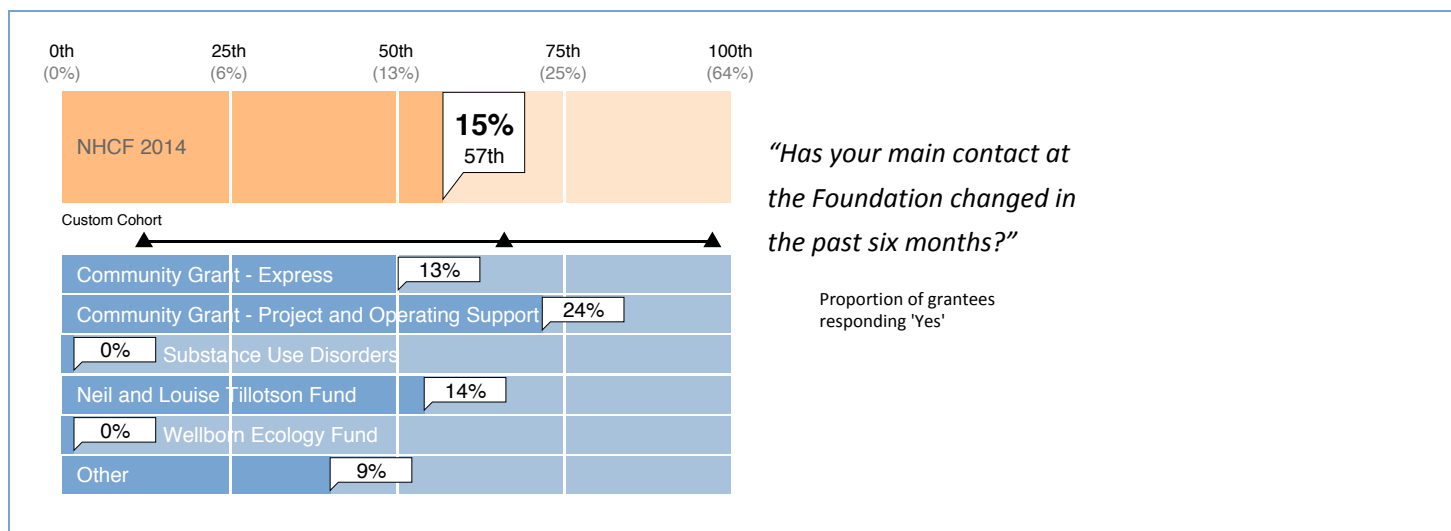 0th 25th 50th 75th 100th
(0%) (6%) (13%) (25%) (64%)
NHCF 2014
15%
57th
Custom Cohort
Community Grant - Express 13%
Community Grant - Project and Operating Support 24%
0% Substance Use Disorders
Neil and Louise Tillotson Fund 14%
0% Wellborn Ecology Fund
Other 9%
“Has your main contact at
the Foundation changed in
the past six months?”
Proportion of grantees
responding 'Yes'